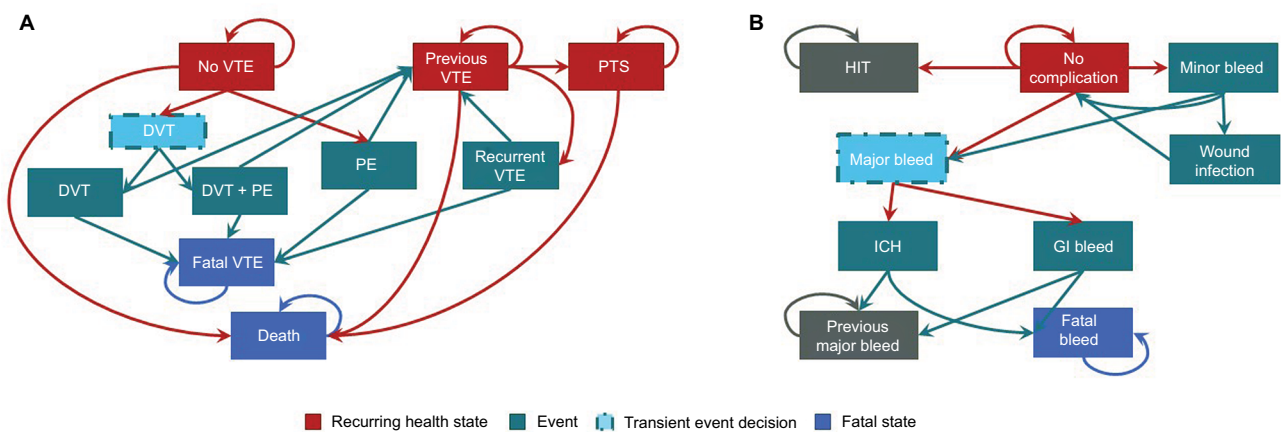 A
No VTE
Previous
VTE
PTS
DVT
DVT
DVT + PE
PE
Recurrent
VTE
Fatal VTE
Death
B
HIT
No
complication
Minor bleed
Major bleed
Wound
infection
ICH
GI bleed
Previous
major bleed
Fatal
bleed
Recurring health state
Event
Transient event decision
Fatal state